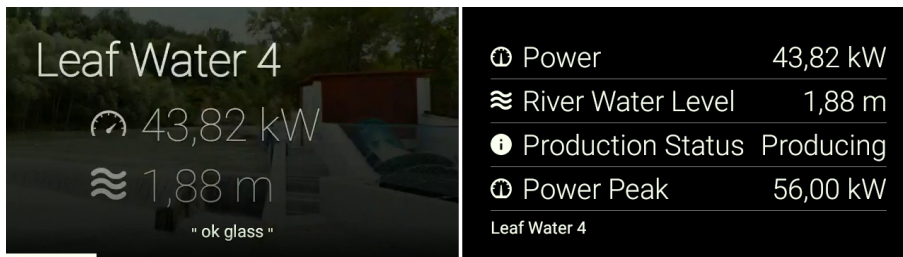 Leaf Water 4
43,82 kW
1,88 m
" ok glass "
Power 43,82 kW
River Water Level 1,88 m
Production Status Producing
Power Peak 56,00 kW
Leaf Water 4